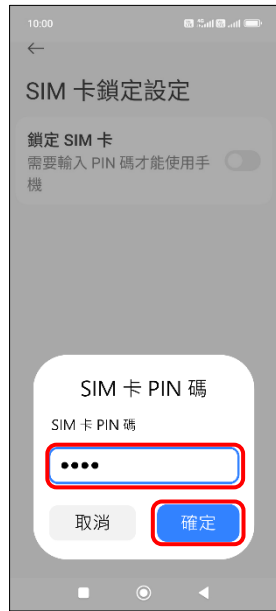 10:00
SIM 卡鎖定設定
鎖定 SIM 卡
需要輸入 PIN 碼才能使用手
機
SIM 卡 PIN 碼
SIM 卡 PIN 碼
••••
取消
確定